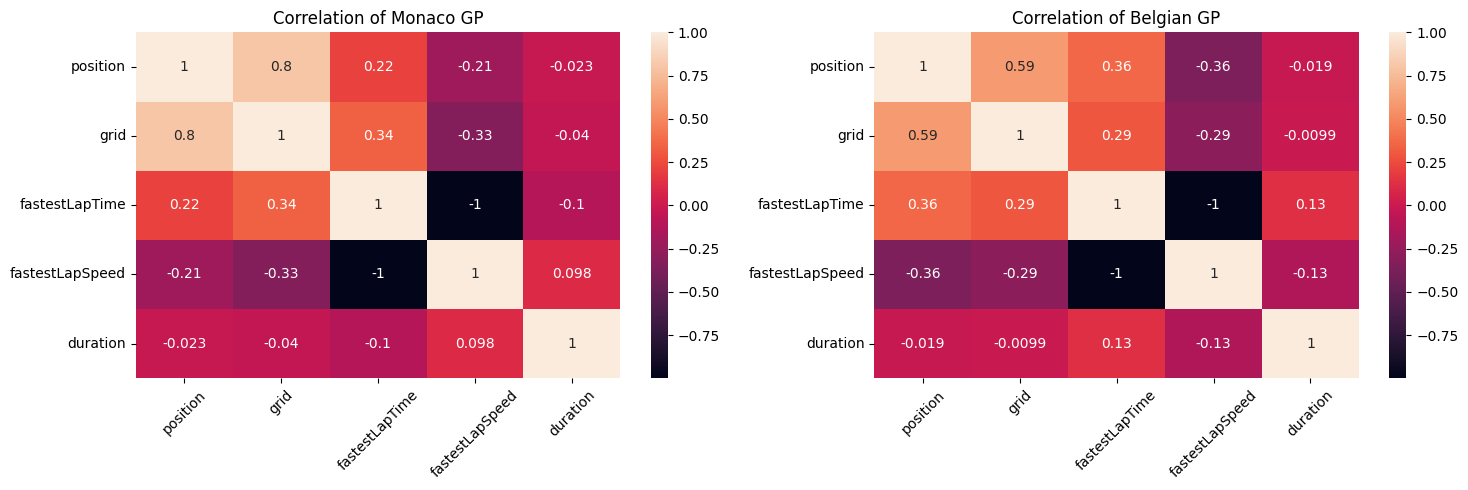 Correlation of Monaco GP
position 1 0.8 0.22 -0.21 -0.023
grid 0.8 1 0.34 -0.33 -0.04
fastestLapTime 0.22 0.34 1 -1 -0.1
fastestLapSpeed -0.21 -0.33 -1 1 0.098
duration -0.023 -0.04 -0.1 0.098 1
position
grid
fastestLapTime
fastestLapSpeed
duration
1.00
0.75
0.50
0.25
0.00
−0.25
−0.50
−0.75
Correlation of Belgian GP
position 1 0.59 0.36 -0.36 -0.019
grid 0.59 1 0.29 -0.29 -0.0099
fastestLapTime 0.36 0.29 1 -1 0.13
fastestLapSpeed -0.36 -0.29 -1 1 -0.13
duration -0.019 -0.0099 0.13 -0.13 1
position
grid
fastestLapTime
fastestLapSpeed
duration
1.00
0.75
0.50
0.25
0.00
−0.25
−0.50
−0.75